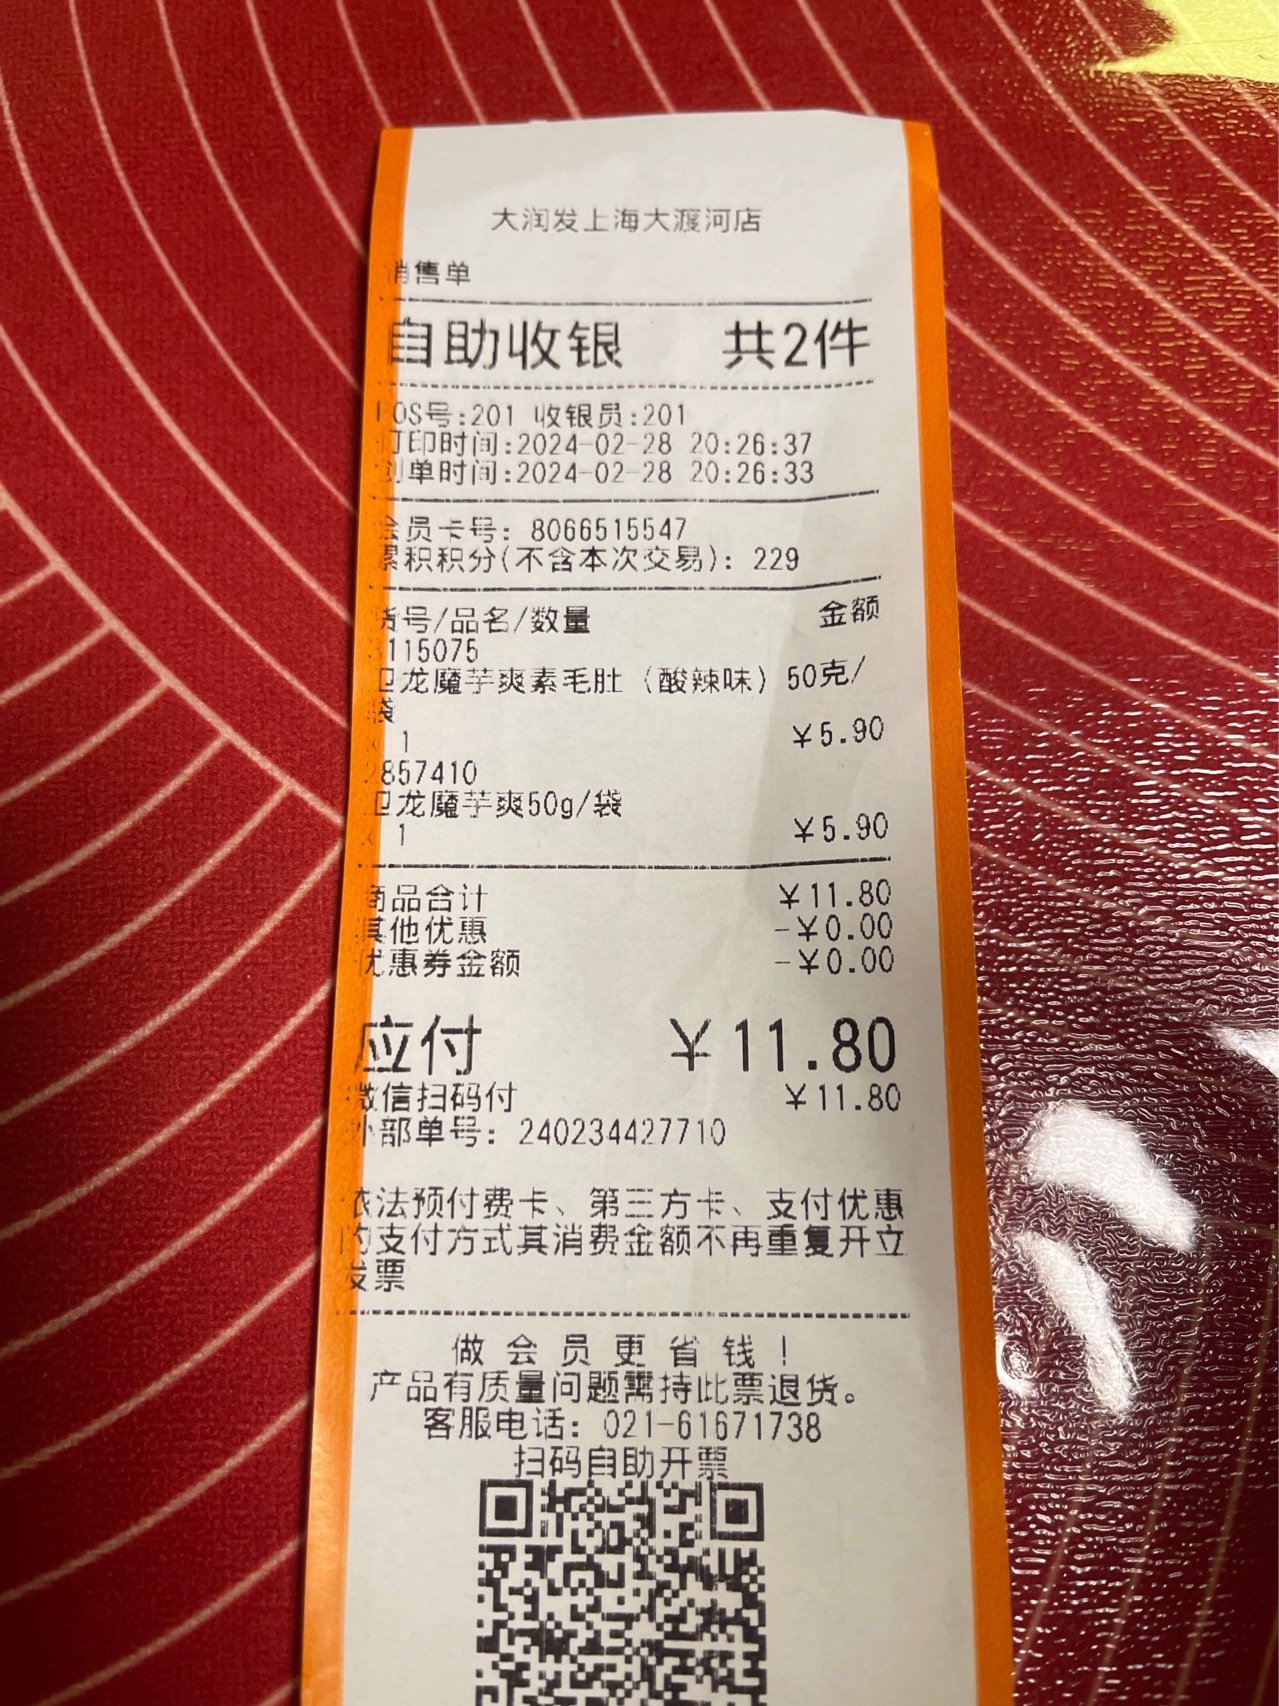 大润发上海大渡河店
销售单
自助收银 共2件
POS号:201 收银员:201
打印时间:2024-02-28 20:26:37
创单时间:2024-02-28 20:26:33
会员卡号: 8066515547
累积积分(不含本次交易): 229
货号/品名/数量 金额
3115075
卫龙魔芋爽素毛肚（酸辣味）50克/
袋
x 1 ¥5.90
2857410
卫龙魔芋爽50g/袋
x 1 ¥5.90
商品合计 ¥11.80
其他优惠 -¥0.00
优惠券金额 -¥0.00
应付 ¥11.80
微信扫码付 ¥11.80
外部单号: 240234427710
依法预付费卡、第三方卡、支付优惠
的支付方式其消费金额不再重复开立
发票
做会员更省钱!
产品有质量问题需持此票退货。
客服电话: 021-61671738
扫码自助开票